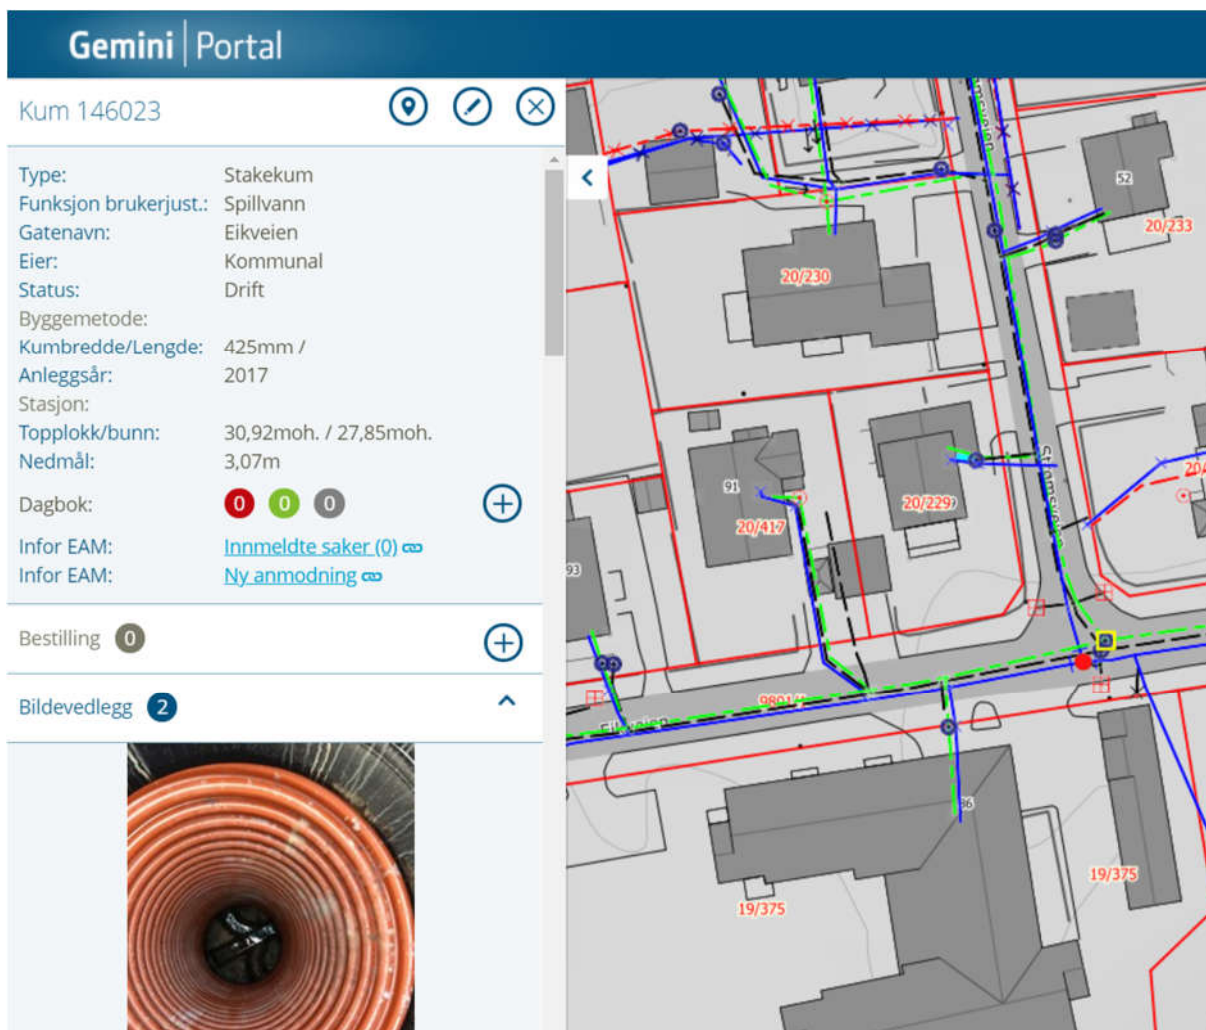 Gemini | Portal
Kum 146023
Type: Stakekum
Funksjon brukerjust.: Spillvann
Gatenavn: Eikveien
Eier: Kommunal
Status: Drift
Byggemetode:
Kumbredde/Lengde: 425mm /
Anleggsår: 2017
Stasjon:
Topplokk/bunn: 30,92moh. / 27,85moh.
Nedmål: 3,07m
Dagbok: 0 0 0
Infor EAM: Innmeldte saker (0)
Infor EAM: Ny anmodning
Bestilling 0
Bildevedlegg 2
52
20/233
20/230
91
20/417
20/229
93
Eikveien
86
19/375
19/375